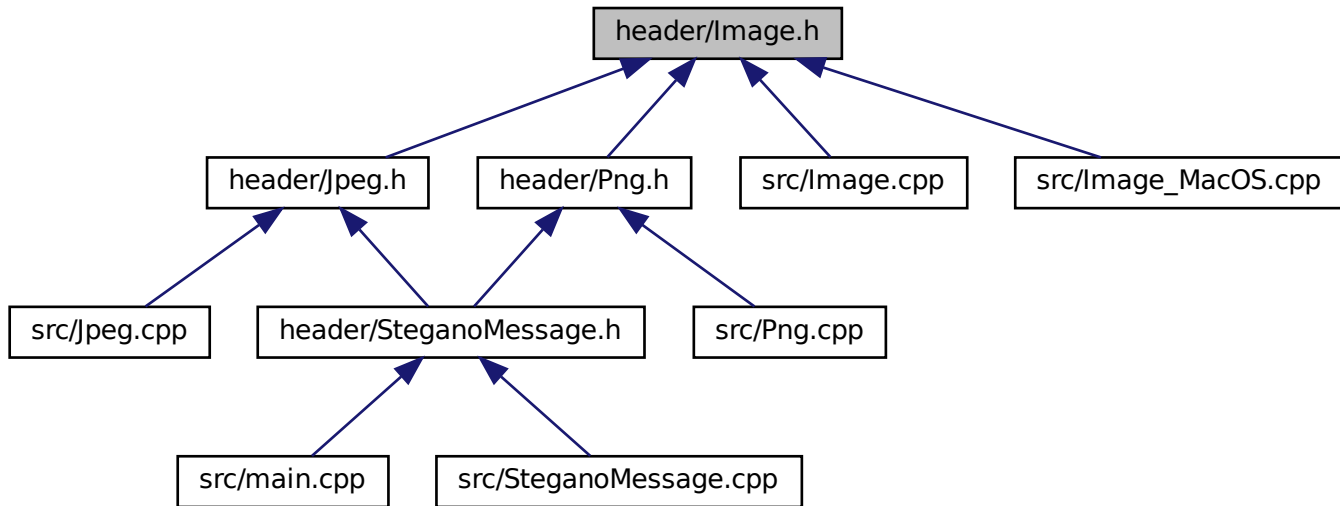 header/Image.h
header/Jpeg.h
header/Png.h
src/Image.cpp
src/Image_MacOS.cpp
src/Jpeg.cpp
header/SteganoMessage.h
src/Png.cpp
src/main.cpp
src/SteganoMessage.cpp